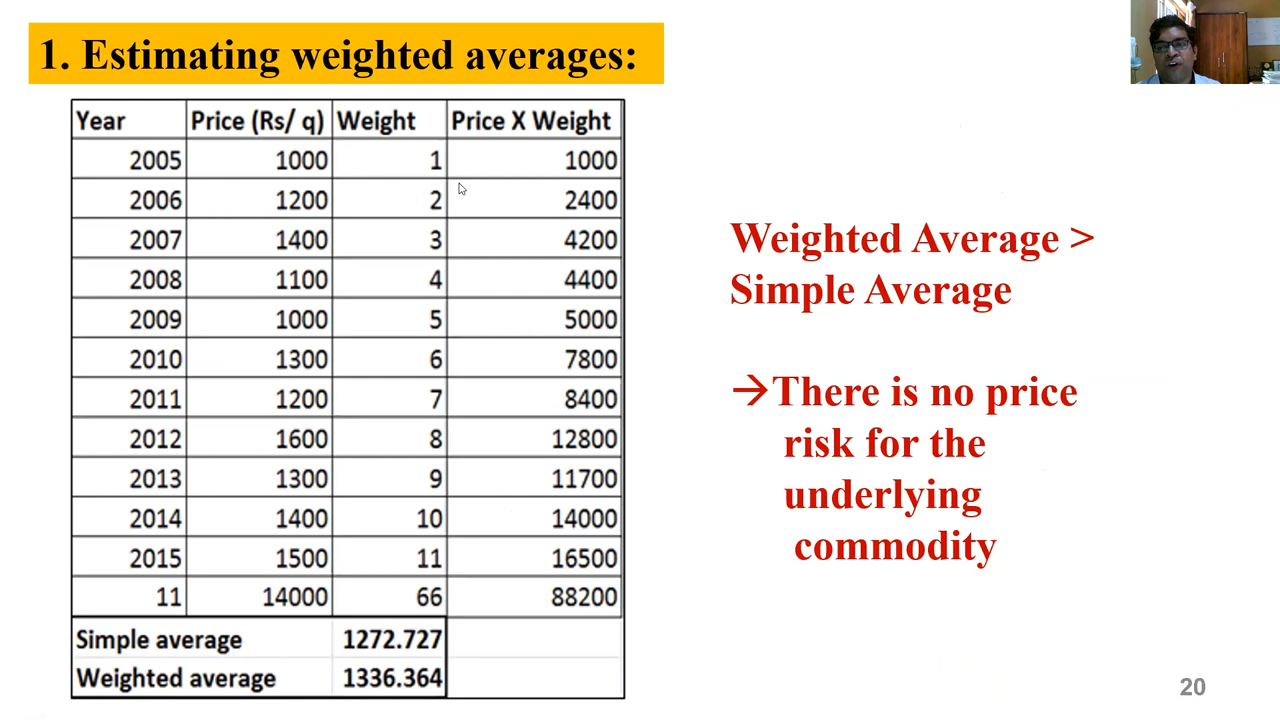 1. Estimating weighted averages:
Year Price (Rs/ q) Weight Price X Weight
2005 1000 1 1000
2006 1200 2 2400
2007 1400 3 4200
2008 1100 4 4400
2009 1000 5 5000
2010 1300 6 7800
2011 1200 7 8400
2012 1600 8 12800
2013 1300 9 11700
2014 1400 10 14000
2015 1500 11 16500
11 14000 66 88200
Simple average 1272.727
Weighted average 1336.364
Weighted Average >
Simple Average
→There is no price
risk for the
underlying
commodity
20